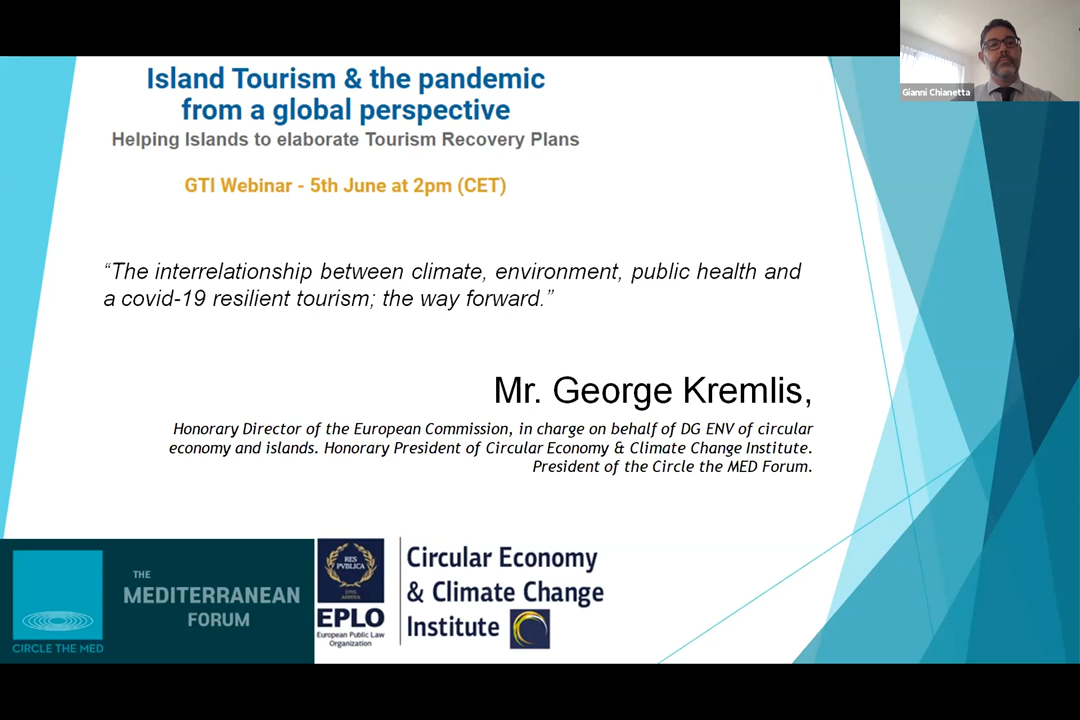 Island Tourism & the pandemic
from a global perspective
Helping Islands to elaborate Tourism Recovery Plans
GTI Webinar - 5th June at 2pm (CET)
Gianni Chianetta
“The interrelationship between climate, environment, public health and
a covid-19 resilient tourism; the way forward.”
Mr. George Kremlis,
Honorary Director of the European Commission, in charge on behalf of DG ENV of circular
economy and islands. Honorary President of Circular Economy & Climate Change Institute.
President of the Circle the MED Forum.
CIRCLE THE MED
THE
MEDITERRANEAN
FORUM
RES
PVBLICA
EPLO
European Public Law
Organization
Circular Economy
& Climate Change
Institute